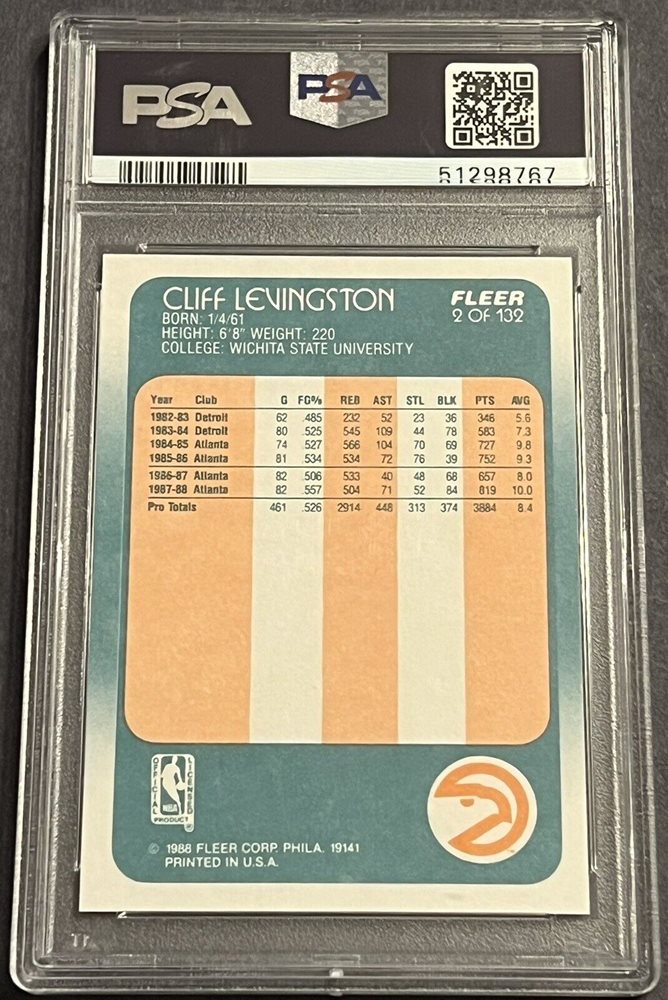 PSA
PSA
51298767
CLIFF LEVINGSTON
BORN: 1/4/61
HEIGHT: 6'8" WEIGHT: 220
COLLEGE: WICHITA STATE UNIVERSITY
FLEER
2 OF 132
Year Club G FG% REB AST STL BLK PTS AVG
1982-83 Detroit 62 .485 232 52 23 36 346 5.6
1983-84 Detroit 80 .525 545 109 44 78 583 7.3
1984-85 Atlanta 74 .527 566 104 70 69 727 9.8
1985-86 Atlanta 81 .534 534 72 76 39 752 9.3
1986-87 Atlanta 82 .506 533 40 48 68 657 8.0
1987-88 Atlanta 82 .557 504 71 52 84 819 10.0
Pro Totals 461 .526 2914 448 313 374 3884 8.4
OFFICIAL
LICENSED
NBA
PRODUCT
®
© 1988 FLEER CORP. PHILA. 19141
PRINTED IN U.S.A.